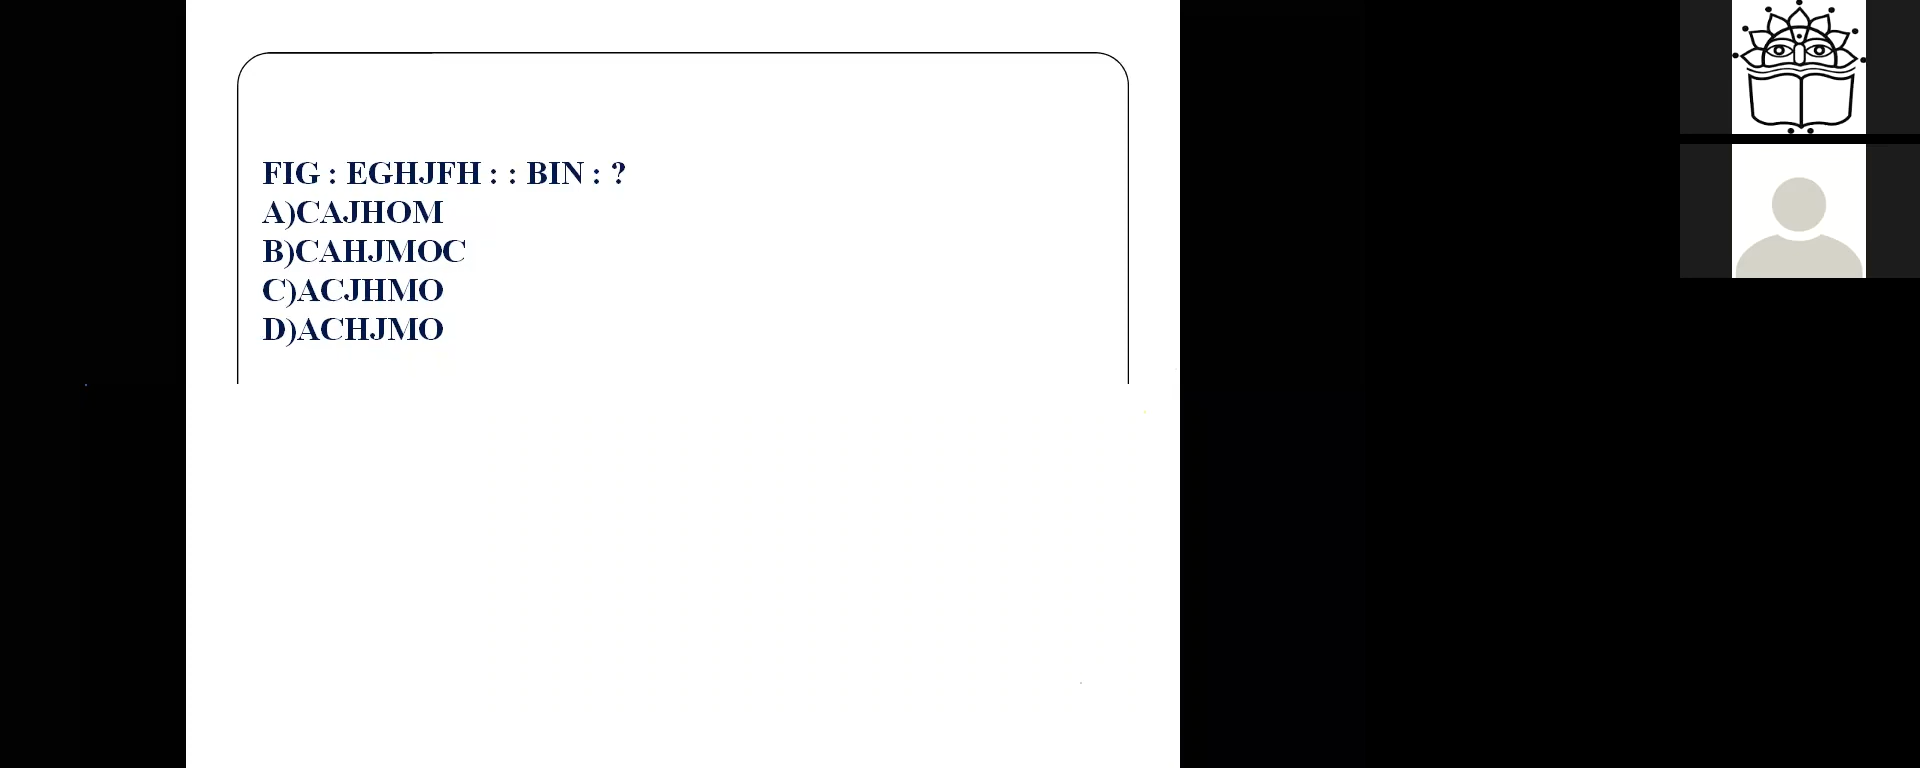 FIG : EGHJFH : : BIN : ?
A)CAJHOM
B)CAHJMOC
C)ACJHMO
D)ACHJMO